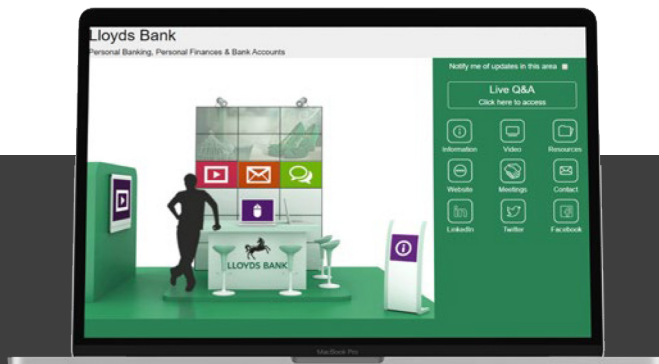 Lloyds Bank
Personal Banking, Personal Finances & Bank Accounts
Notify me of updates in this area
Live Q&A
Click here to access
Information
Video
Resources
Website
Meetings
Contact
LinkedIn
Twitter
Facebook
LLOYDS BANK
MacBook Pro